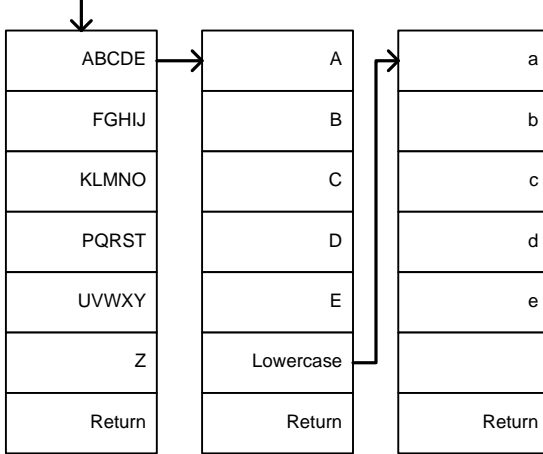 ABCDE
FGHIJ
KLMNO
PQRST
UVWXY
Z
Return
A
B
C
D
E
Lowercase
Return
a
b
c
d
e
Return